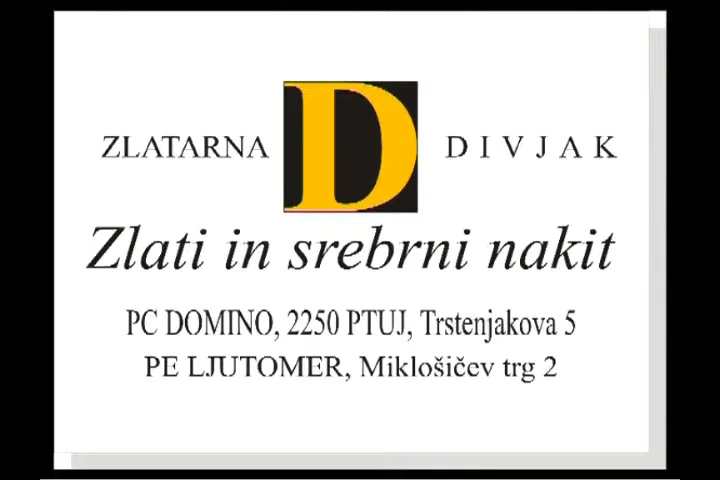 ZLATARNA D DIVJAK
Zlati in srebrni nakit
PC DOMINO, 2250 PTUJ, Trstenjakova 5
PE LJUTOMER, Miklošičev trg 2